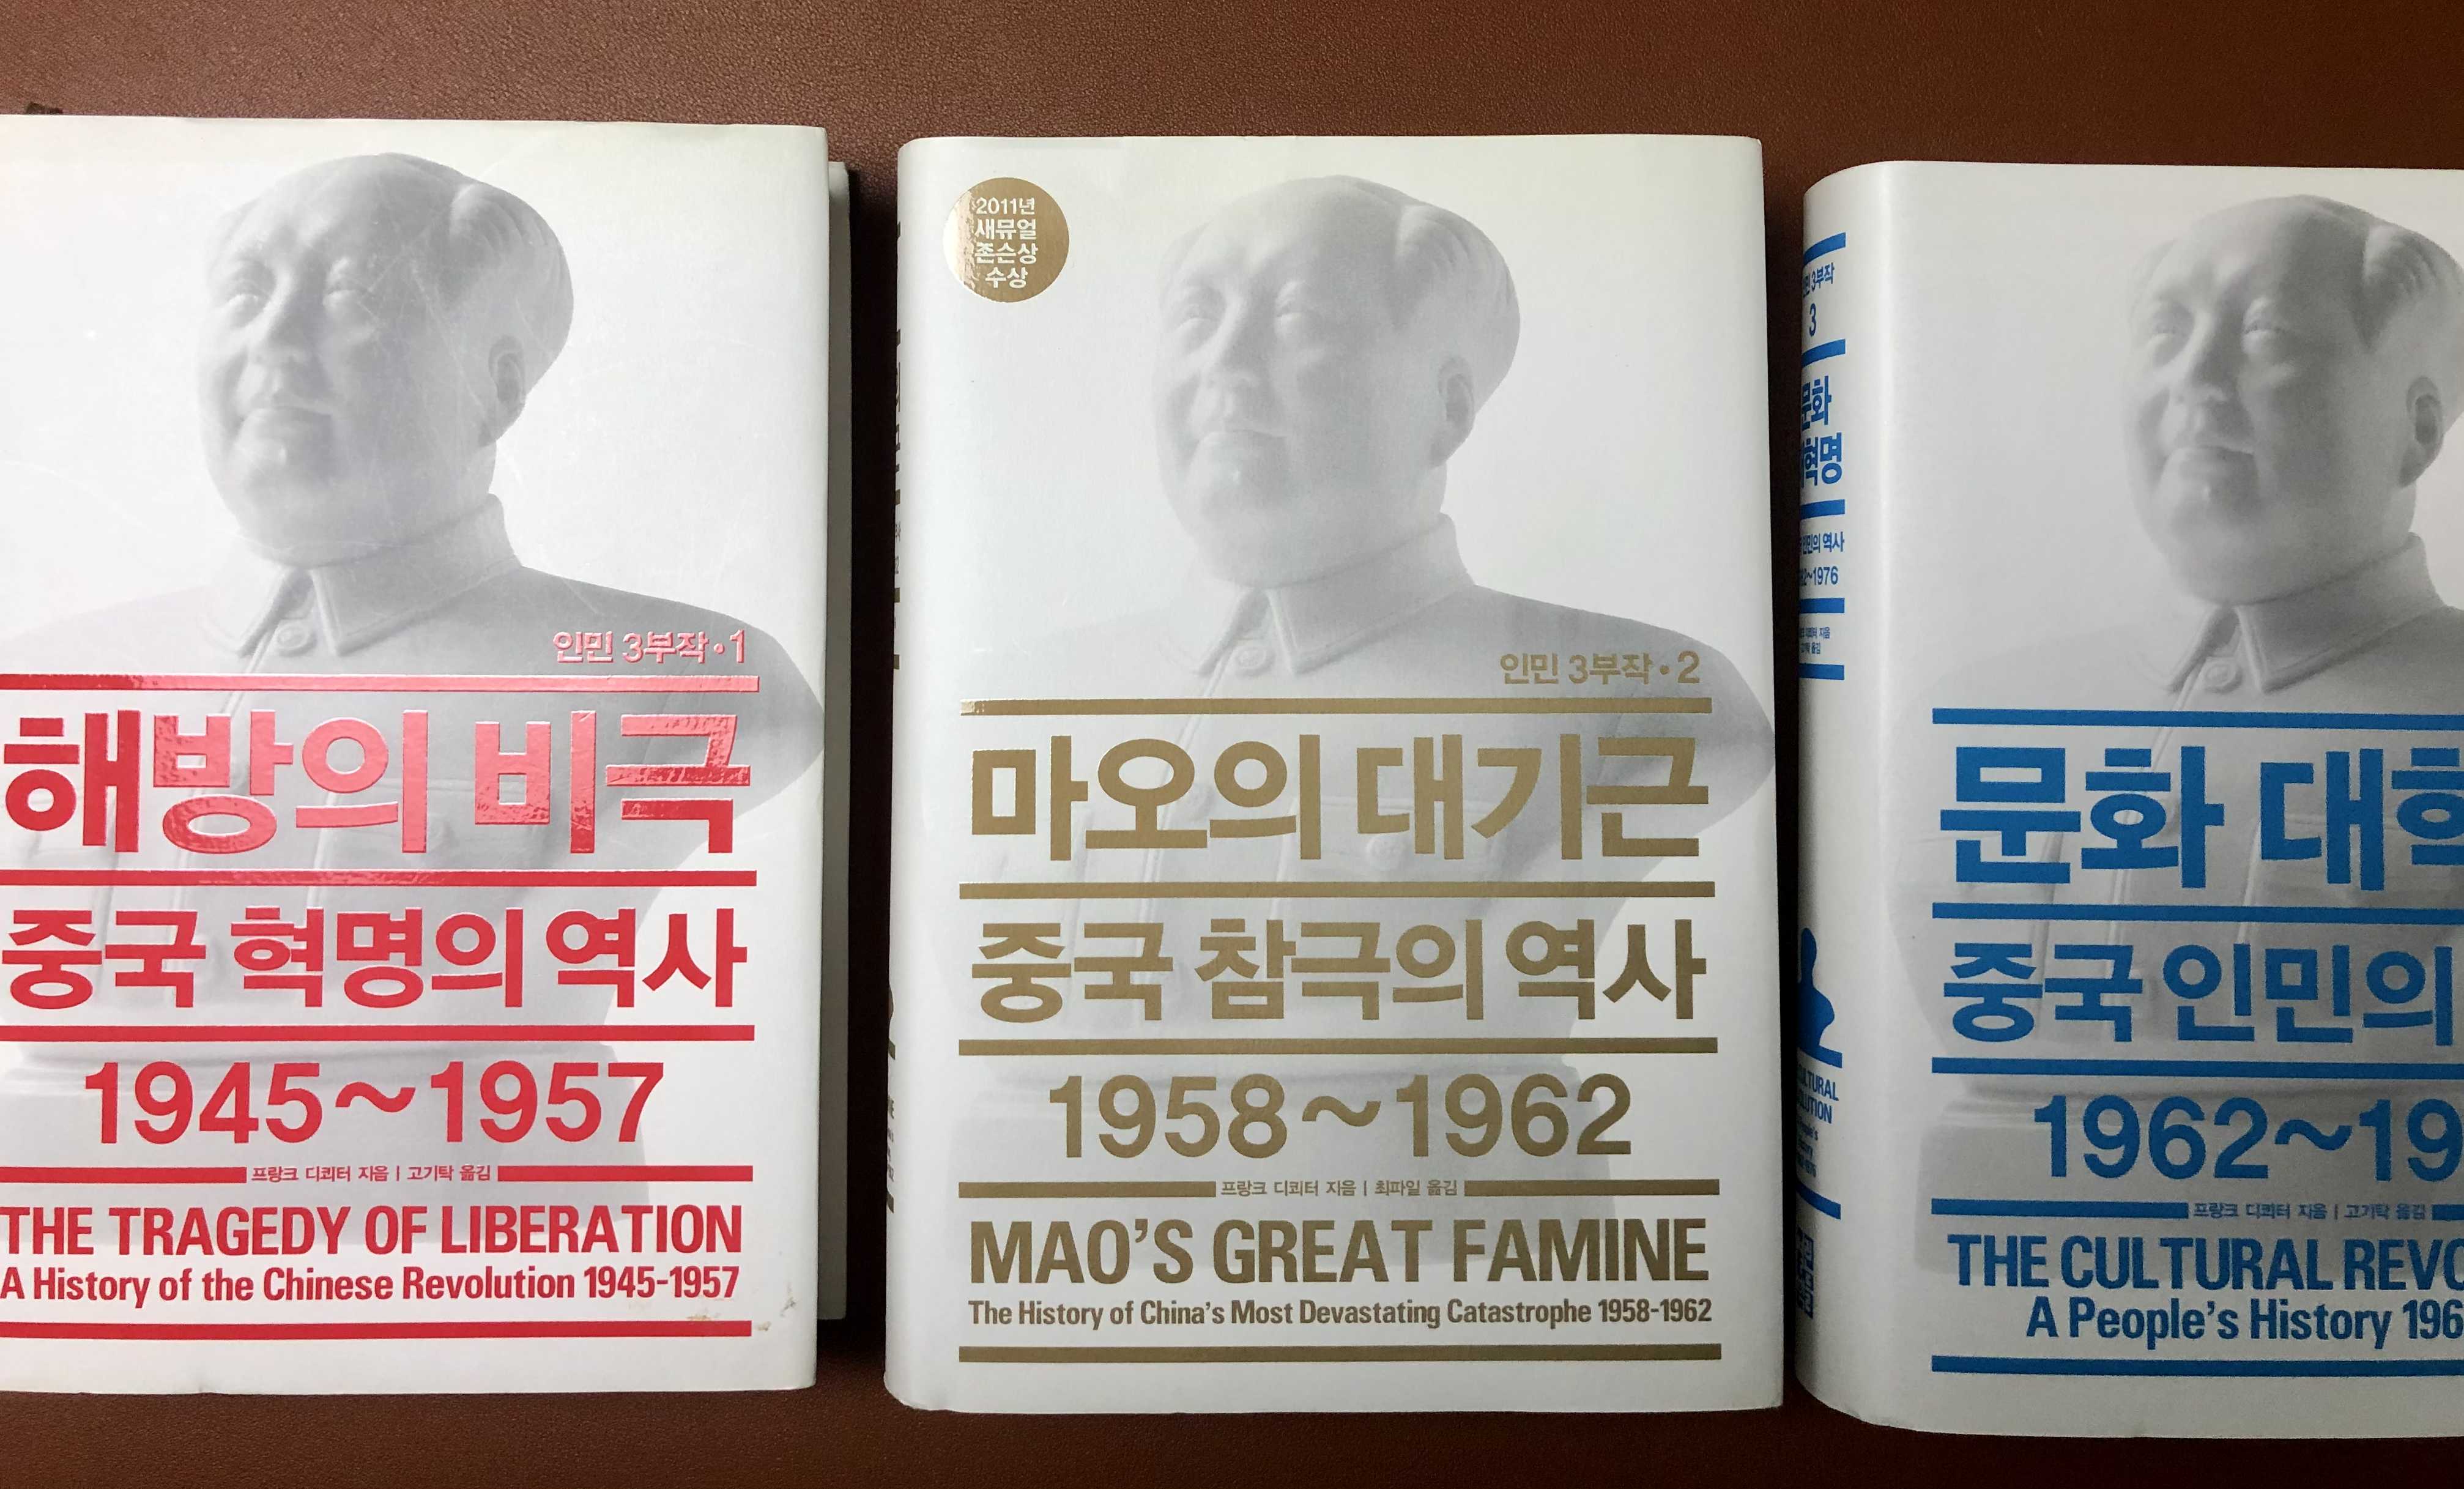 인민 3부작·1
해방의 비극
중국 혁명의 역사
1945~1957
프랑크 디쾨터 지음 | 고기탁 옮김
THE TRAGEDY OF LIBERATION
A History of the Chinese Revolution 1945-1957
2011년
새뮤얼
존슨상
수상
인민 3부작·2
마오의 대기근
중국 참극의 역사
1958~1962
프랑크 디쾨터 지음 | 최파일 옮김
MAO'S GREAT FAMINE
The History of China's Most Devastating Catastrophe 1958-1962
3부작
3
문화
혁명
인민의 역사
~1976
문화 대혁
중국 인민의
1962~19
프랑크 디쾨터 지음 | 고기탁 옮김
THE CULTURAL REVO
A People's History 196